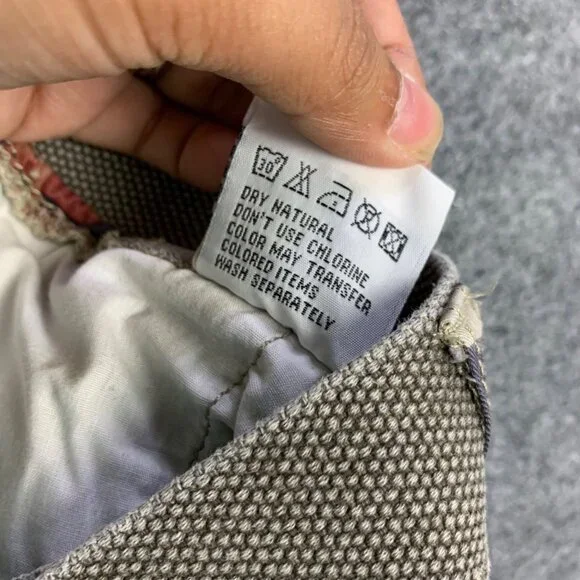 30°
DRY NATURAL
DON'T USE CHLORINE
COLOR MAY TRANSFER
COLORED ITEMS
WASH SEPARATELY